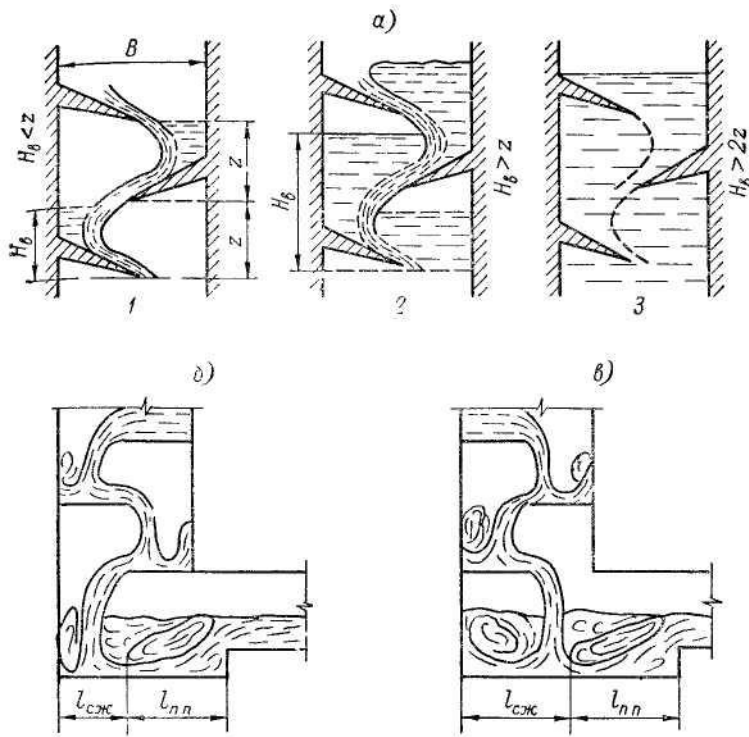 а)
B
H_в < z
z
z
H_в
1
H_в
H_в > z
2
H_в > 2z
3
б)
в)
l_сж
l_пп
l_сж
l_пп